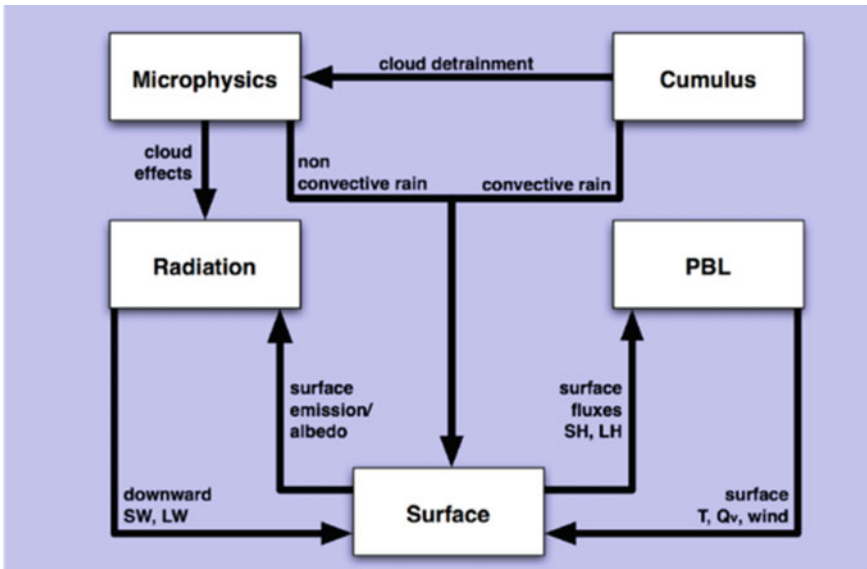 Microphysics
cloud detrainment
Cumulus
cloud
effects
non
convective rain
convective rain
Radiation
PBL
surface
emission/
albedo
surface
fluxes
SH, LH
downward
SW, LW
Surface
surface
T, Qv, wind